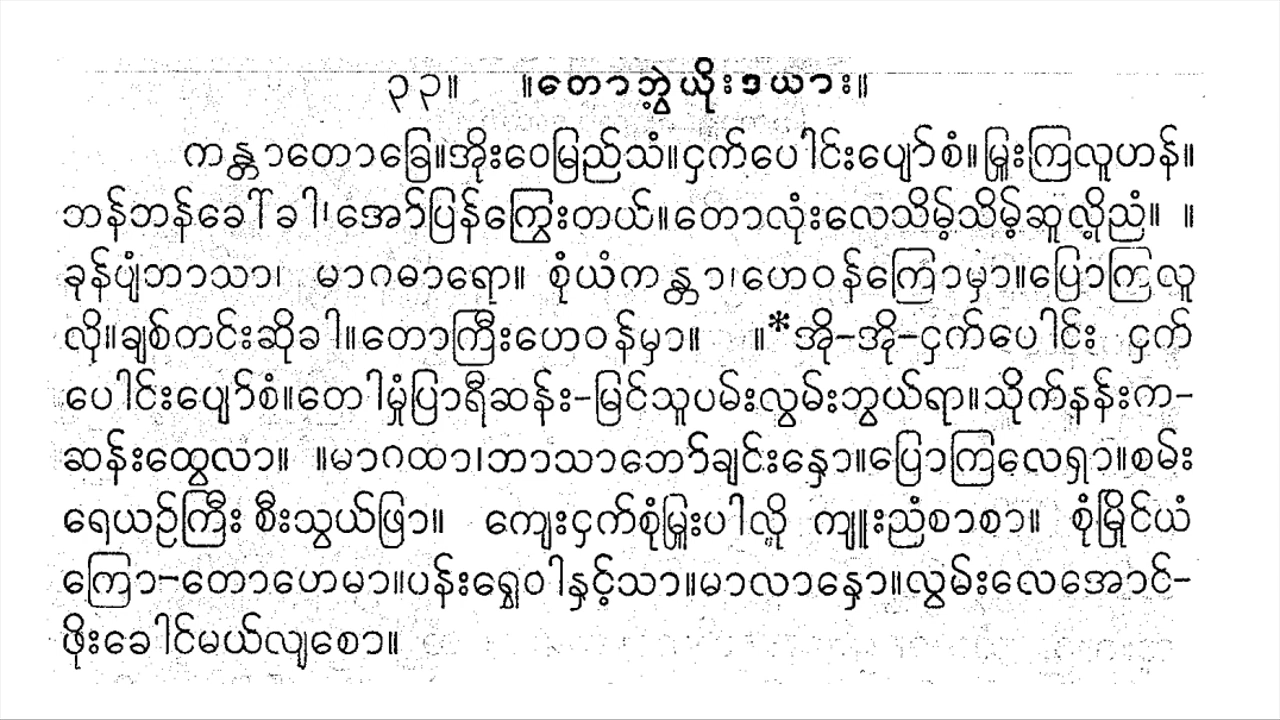 ၃၃။ ။တောဘွဲ့ယိုးဒယား။
ကန္တာတောခြေ။အိုးဝေမြည်သံ။ငှက်ပေါင်းပျော်စံ။မြူးကြလူဟန်။
ဘန်ဘန်ခေါ်ခါ၊အော်ပြန်ကြွေးတယ်။တောလုံးလေသိမ့်သိမ့်ဆူလို့ညံ။ ။
ခုန်ပျံဘာသာ၊ မာဂဓာရော။ စုံယံကန္တာ၊ဟေဝန်ကြောမှာ။ပြောကြလူ
လို။ချစ်တင်းဆိုခါ။တောကြီးဟေဝန်မှာ။ ။*အို-အို-ငှက်ပေါင်း ငှက်
ပေါင်းပျော်စံ။တေါမှုံပြာရီဆန်း-မြင်သူပမ်းလွမ်းဘွယ်ရာ။သိုက်နန်းက-
ဆန်းထွေလာ။ ။မာဂထာ၊ဘာသာဘော်ချင်းနှော။ပြောကြလေရှာ။စမ်း
ရေယဉ်ကြီး စီးသွယ်ဖြာ။ ကျေးငှက်စုံမြူးပါလို့ ကျူးညံစာစာ။ စုံမြိုင်ယံ
ကြော-တောဟေမာ။ပန်းရွှေဝါနှင့်သာ။မာလာနှော။လွမ်းလေအောင်-
ဖိုးခေါင်မယ်လျစော။